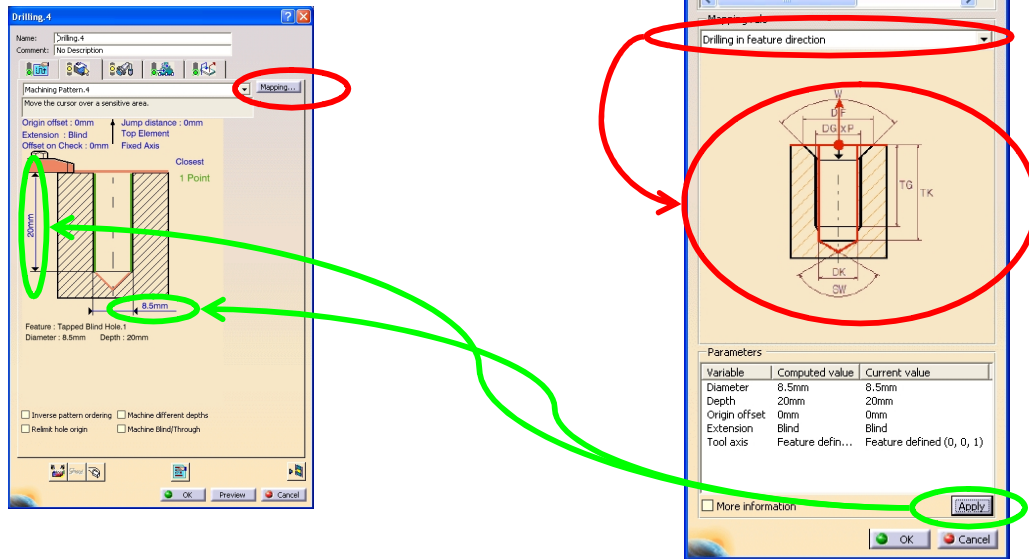 Drilling.4
Name: Drilling.4
Comment: No Description
Machining Pattern.4
Mapping...
Move the cursor over a sensitive area.
Origin offset : 0mm
Jump distance : 0mm
Extension : Blind
Top Element
Offset on Check : 0mm
Fixed Axis
Closest
1 Point
20mm
8.5mm
Feature : Tapped Blind Hole.1
Diameter : 8.5mm Depth : 20mm
Inverse pattern ordering
Machine different depths
Relimit hole origin
Machine Blind/Through
OK
Preview
Cancel
Mapping rule
Drilling in feature direction
W
DIF
DG x P
TG
TK
DK
SW
Parameters
Variable Computed value Current value
Diameter 8.5mm 8.5mm
Depth 20mm 20mm
Origin offset 0mm 0mm
Extension Blind Blind
Tool axis Feature defin... Feature defined (0, 0, 1)
More information
Apply
OK
Cancel